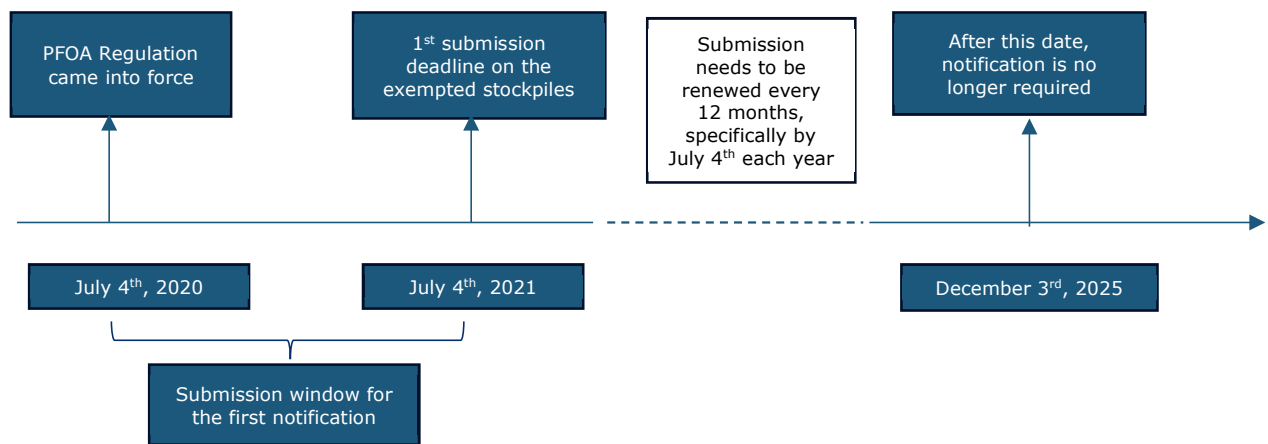 PFOA Regulation
came into force
1st submission
deadline on the
exempted stockpiles
Submission
needs to be
renewed every
12 months,
specifically by
July 4th each year
After this date,
notification is no
longer required
July 4th, 2020
July 4th, 2021
December 3rd, 2025
Submission window for
the first notification